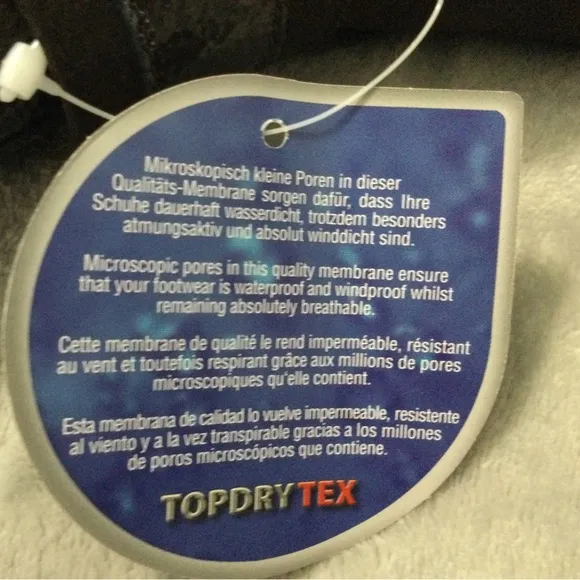 Mikroskopisch kleine Poren in dieser
Qualitäts-Membrane sorgen dafür, dass Ihre
Schuhe dauerhaft wasserdicht, trotzdem besonders
atmungsaktiv und absolut winddicht sind.
Microscopic pores in this quality membrane ensure
that your footwear is waterproof and windproof whilst
remaining absolutely breathable.
Cette membrane de qualité le rend imperméable, résistant
au vent et toutefois respirant grâce aux millions de pores
microscopiques qu'elle contient.
Esta membrana de calidad lo vuelve impermeable, resistente
al viento y a la vez transpirable gracias a los millones
de poros microscópicos que contiene.
TOPDRYTEX